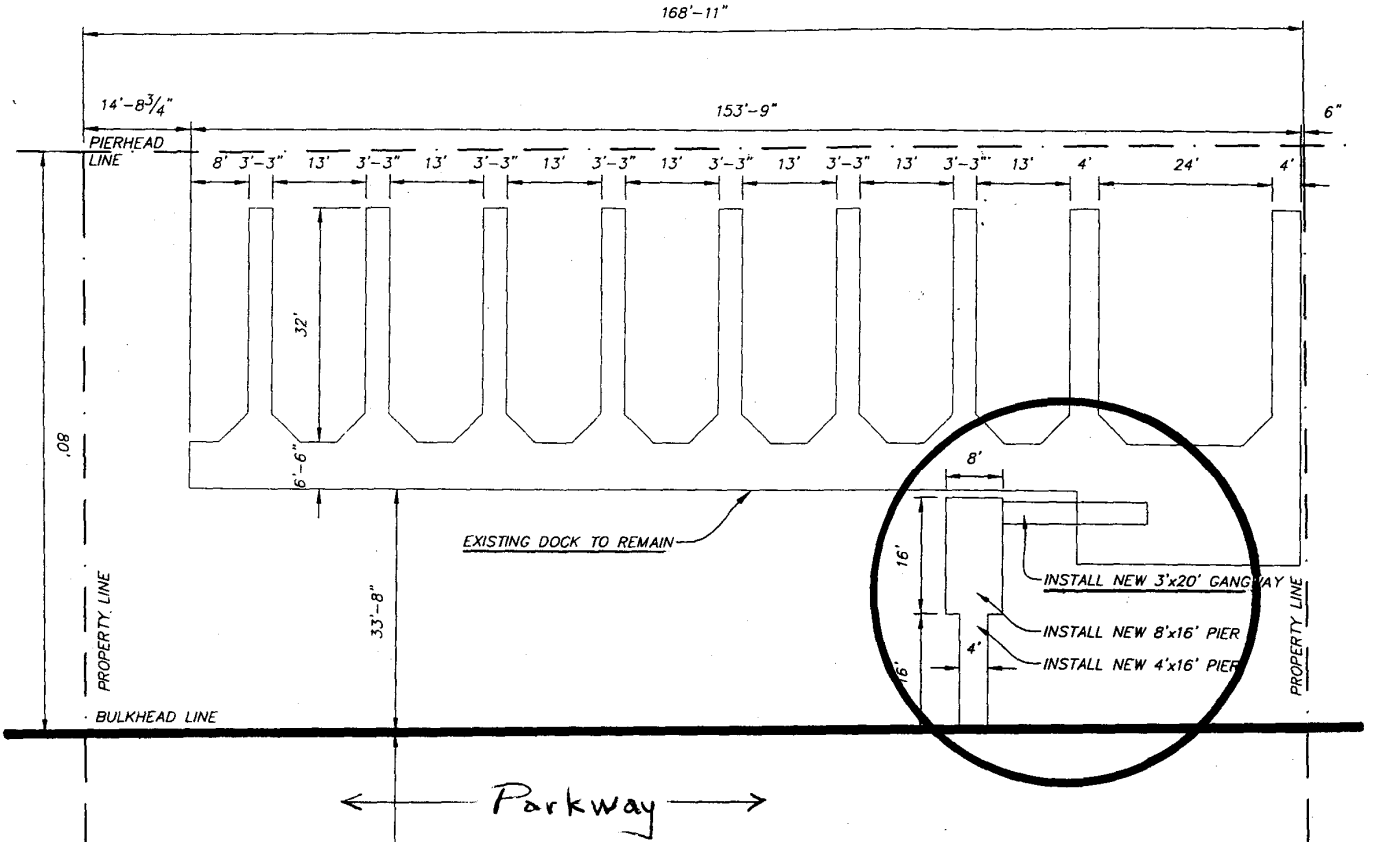 168'-11"
14'-8¾"
153'-9"
6"
PIERHEAD
LINE
8' 3'-3" 13' 3'-3" 13' 3'-3" 13' 3'-3" 13' 3'-3" 13' 3'-3" 13' 3'-3" 13' 4' 24' 4'
32'
80'
6'-6"
8'
EXISTING DOCK TO REMAIN
16'
INSTALL NEW 3'x20' GANGWAY
33'-8"
INSTALL NEW 8'x16' PIER
4'
INSTALL NEW 4'x16' PIER
16'
PROPERTY LINE
PROPERTY LINE
BULKHEAD LINE
Parkway